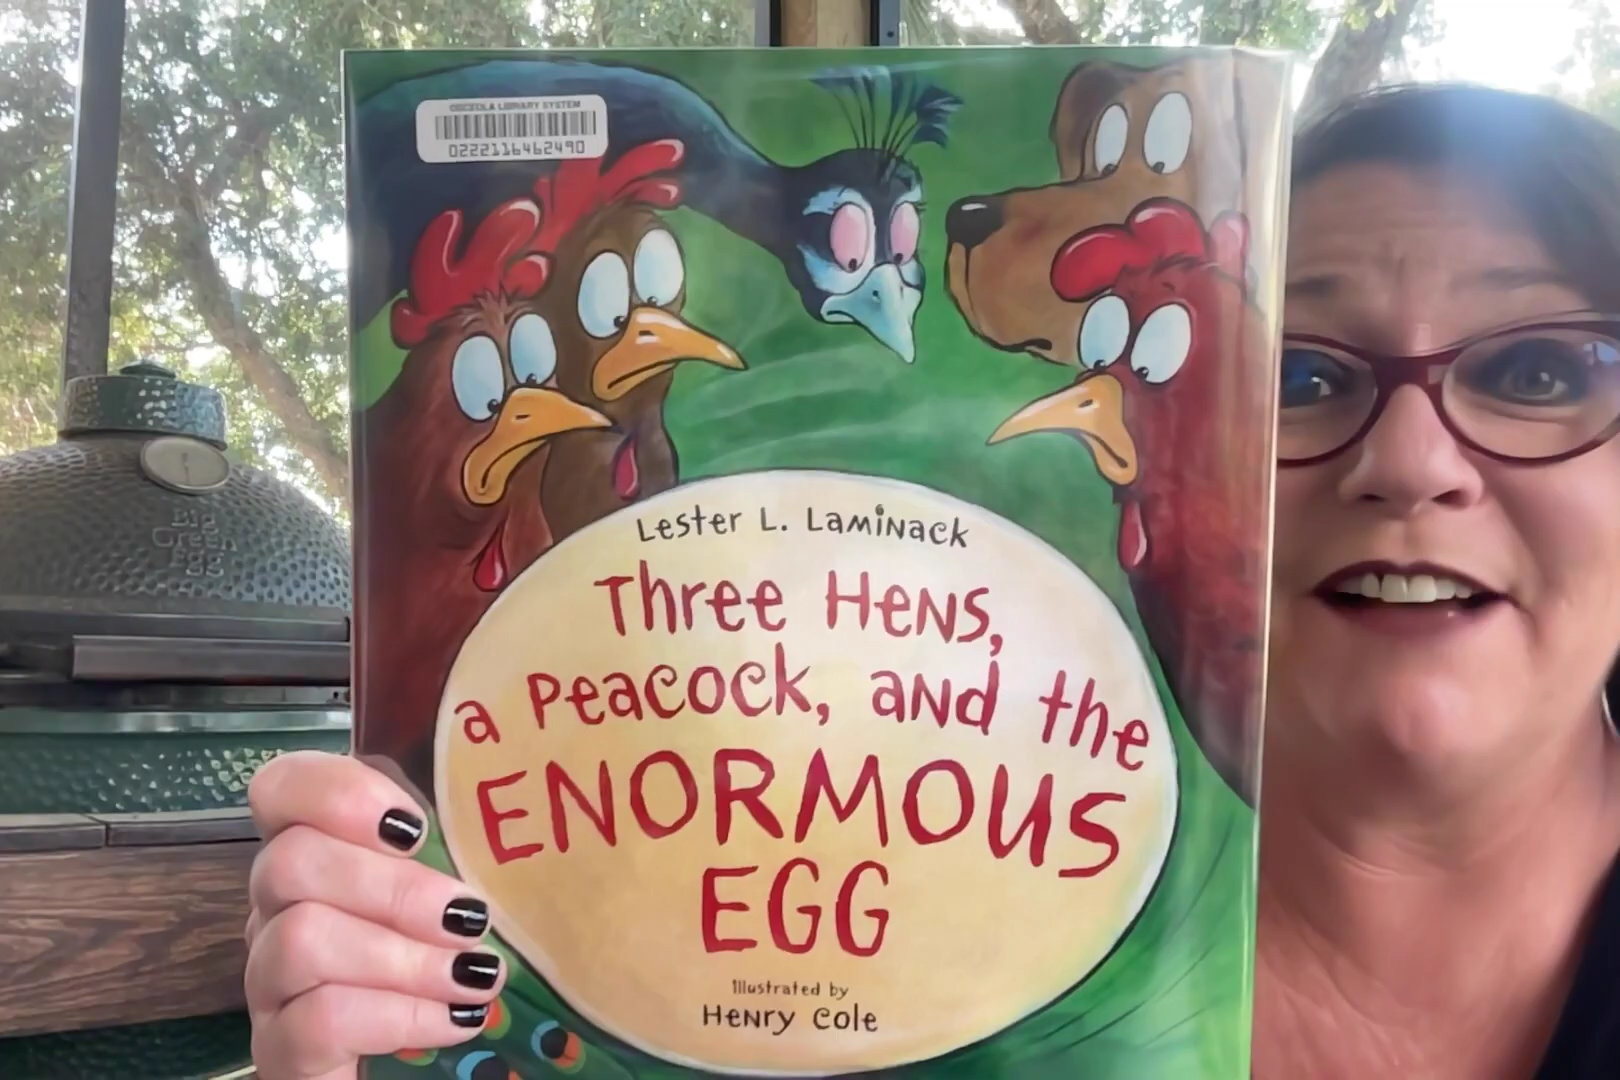 OSCEOLA LIBRARY SYSTEM
0222116462490
Big
Green
Egg
Lester L. Laminack
Three Hens,
a Peacock, and the
ENORMOUS
EGG
Illustrated by
Henry Cole